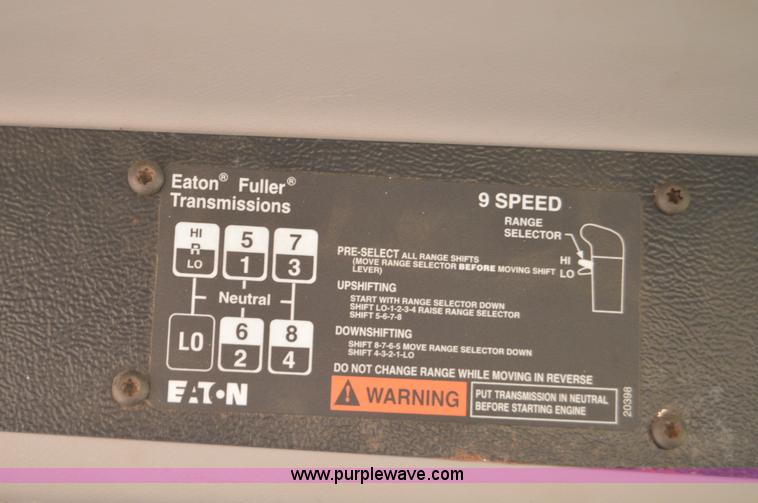 Eaton® Fuller®
Transmissions
9 SPEED
RANGE
SELECTOR
HI
LO
HI
R
LO
5
1
7
3
Neutral
LO
6
2
8
4
EATON
PRE-SELECT ALL RANGE SHIFTS
(MOVE RANGE SELECTOR BEFORE MOVING SHIFT
LEVER)
UPSHIFTING
START WITH RANGE SELECTOR DOWN
SHIFT LO-1-2-3-4 RAISE RANGE SELECTOR
SHIFT 5-6-7-8
DOWNSHIFTING
SHIFT 8-7-6-5 MOVE RANGE SELECTOR DOWN
SHIFT 4-3-2-1-LO
DO NOT CHANGE RANGE WHILE MOVING IN REVERSE
WARNING
PUT TRANSMISSION IN NEUTRAL
BEFORE STARTING ENGINE
20398
www.purplewave.com